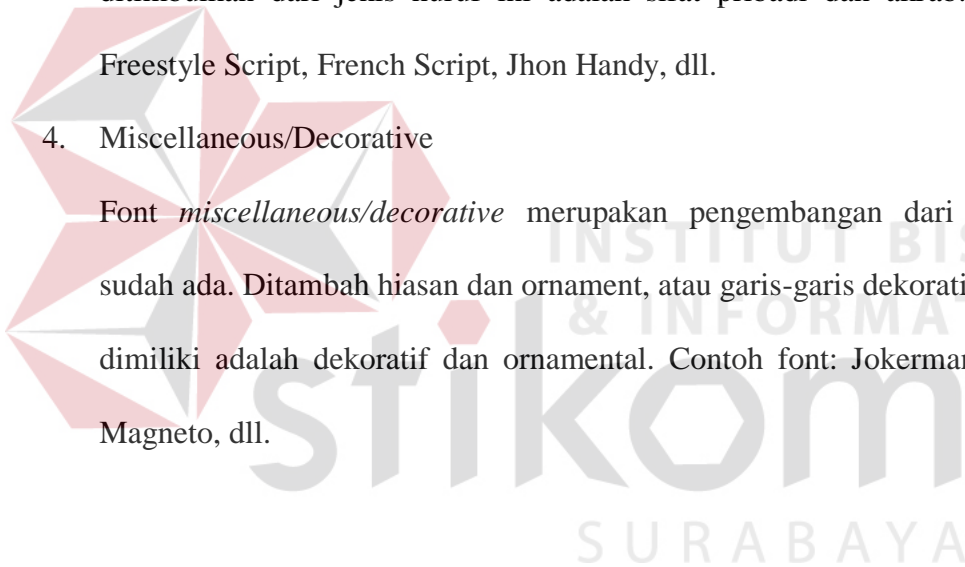 ditimbulkan dari jenis huruf ini adalah sifat pribadi dan akrab.
Freestyle Script, French Script, Jhon Handy, dll.
4. Miscellaneous/Decorative
Font miscellaneous/decorative merupakan pengembangan dari
sudah ada. Ditambah hiasan dan ornament, atau garis-garis dekorati
dimiliki adalah dekoratif dan ornamental. Contoh font: Jokerman
Magneto, dll.
INSTITUT BIS
& INFORMAT
stikom
SURABAYA